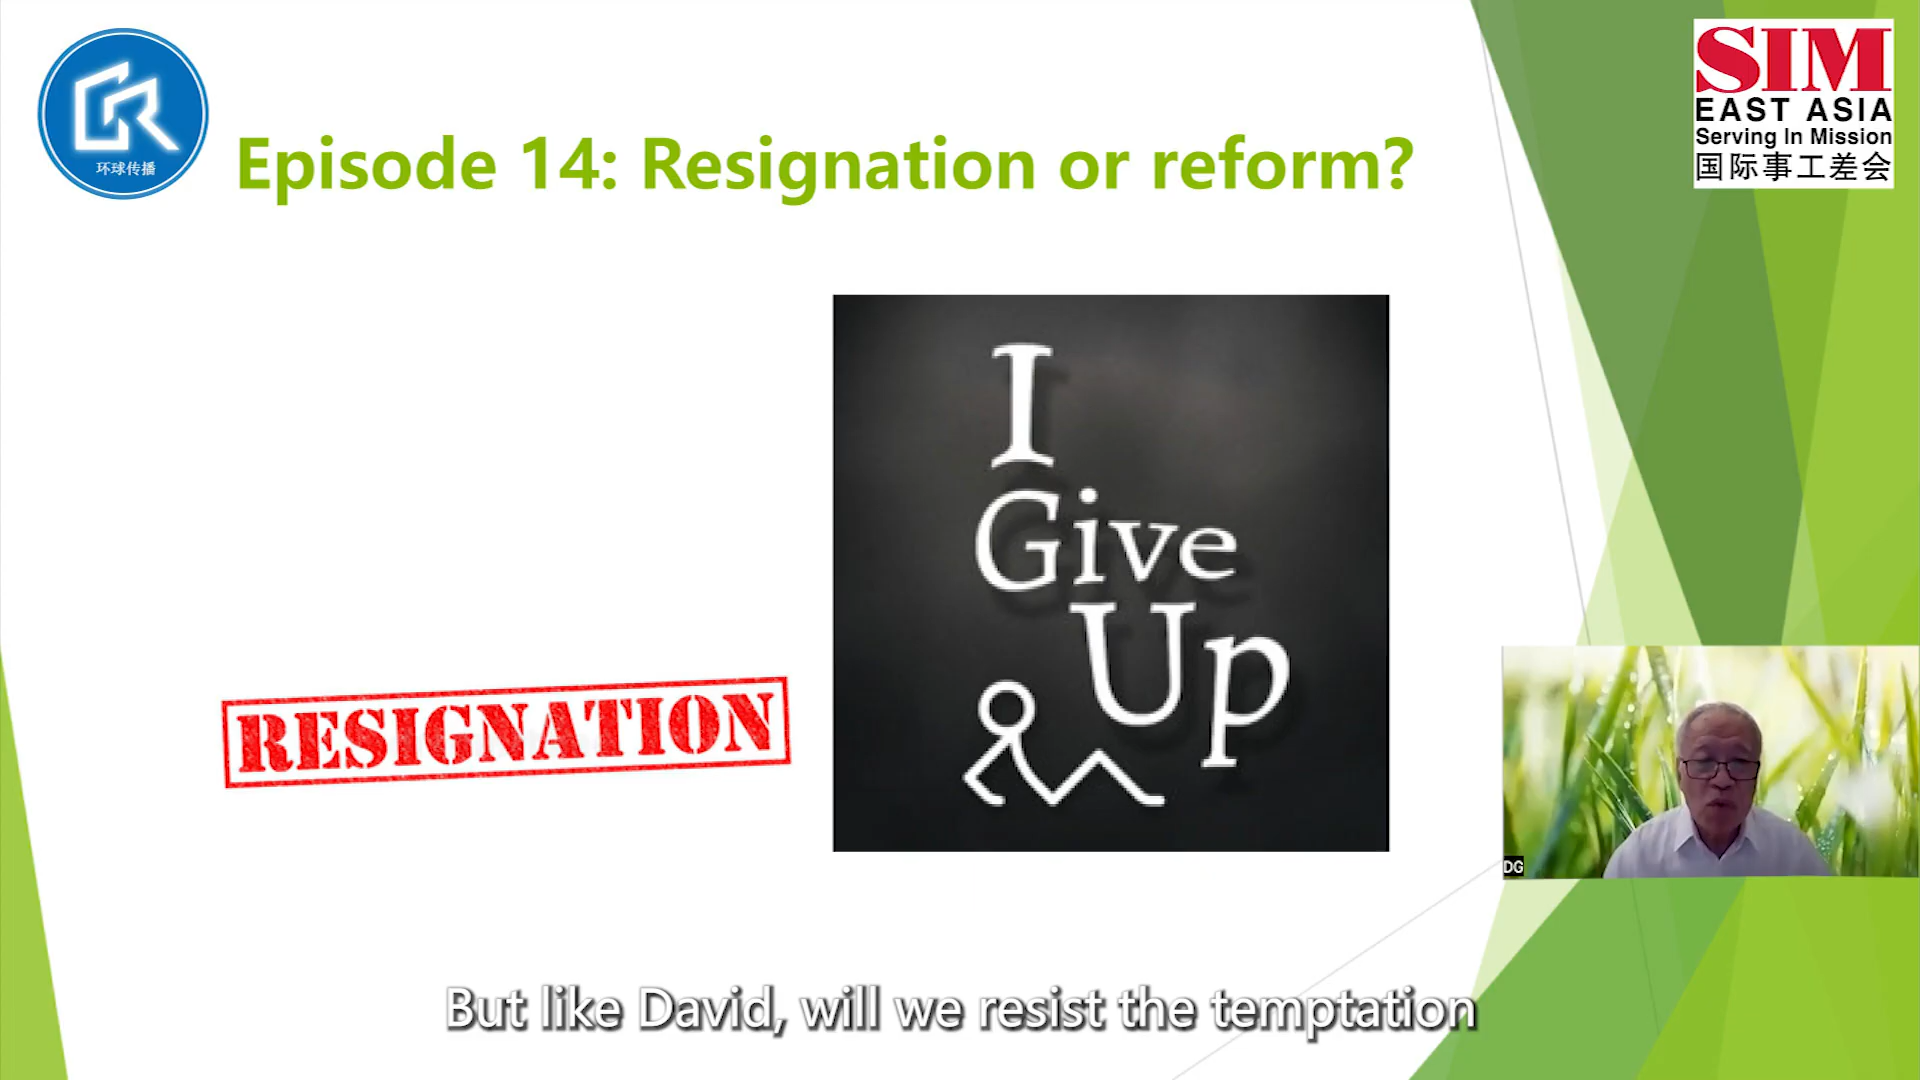 环球传播
Episode 14: Resignation or reform?
SIM
EAST ASIA
Serving In Mission
国际事工差会
I
Give
Up
RESIGNATION
DG
But like David, will we resist the temptation